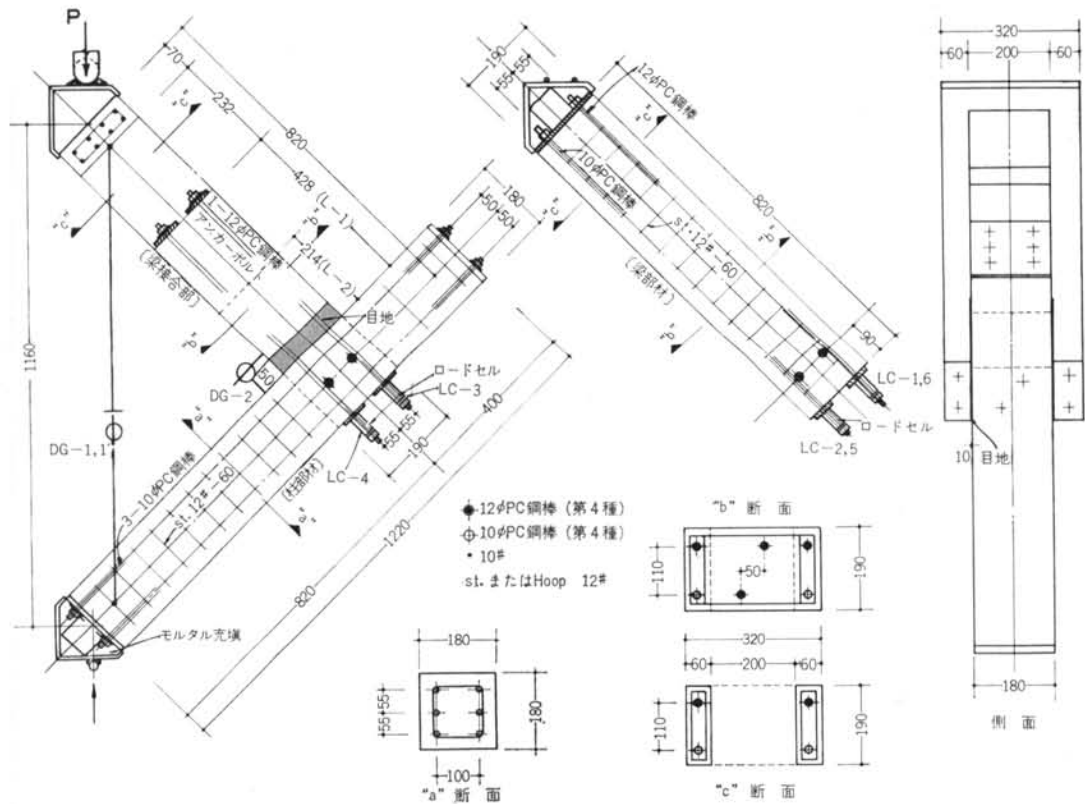 P
70
232
820
428 (L-1)
214(L-2)
180
50
50
"c"
"c"
"b"
"b"
1-12φPC鋼棒
アンカーボルト
(梁接合部)
目地
50
DG-2
DG-1,1'
1160
ロードセル
LC-3
LC-4
55
55
190
400
1220
820
"a"
"a"
(柱部材)
3-10φPC鋼棒
st.12#-60
モルタル充塡
190
55
55
12φPC鋼棒
10φPC鋼棒
"c"
"c"
820
st.12#-60
(梁部材)
"b"
"b"
90
LC-1,6
ロードセル
LC-2,5
12φPC鋼棒 (第4種)
10φPC鋼棒 (第4種)
10#
st.またはHoop 12#
180
55
55
180
100
"a" 断面
"b" 断面
110
50
190
320
60
200
60
110
190
"c" 断面
320
60
200
60
10
目地
180
側面